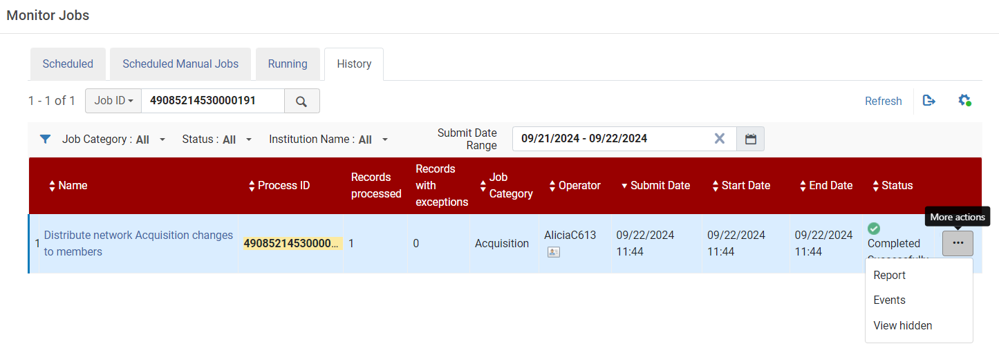 Monitor Jobs
Scheduled
Scheduled Manual Jobs
Running
History
1 - 1 of 1
Job ID
49085214530000191
Refresh
Job Category : All
Status : All
Institution Name : All
Submit Date
Range
09/21/2024 - 09/22/2024
Name
Process ID
Records
processed
Records
with
exceptions
Job
Category
Operator
Submit Date
Start Date
End Date
Status
More actions
1
Distribute network Acquisition changes
to members
49085214530000...
1
0
Acquisition
AliciaC613
09/22/2024
11:44
09/22/2024
11:44
09/22/2024
11:44
Completed
Successfully
Report
Events
View hidden